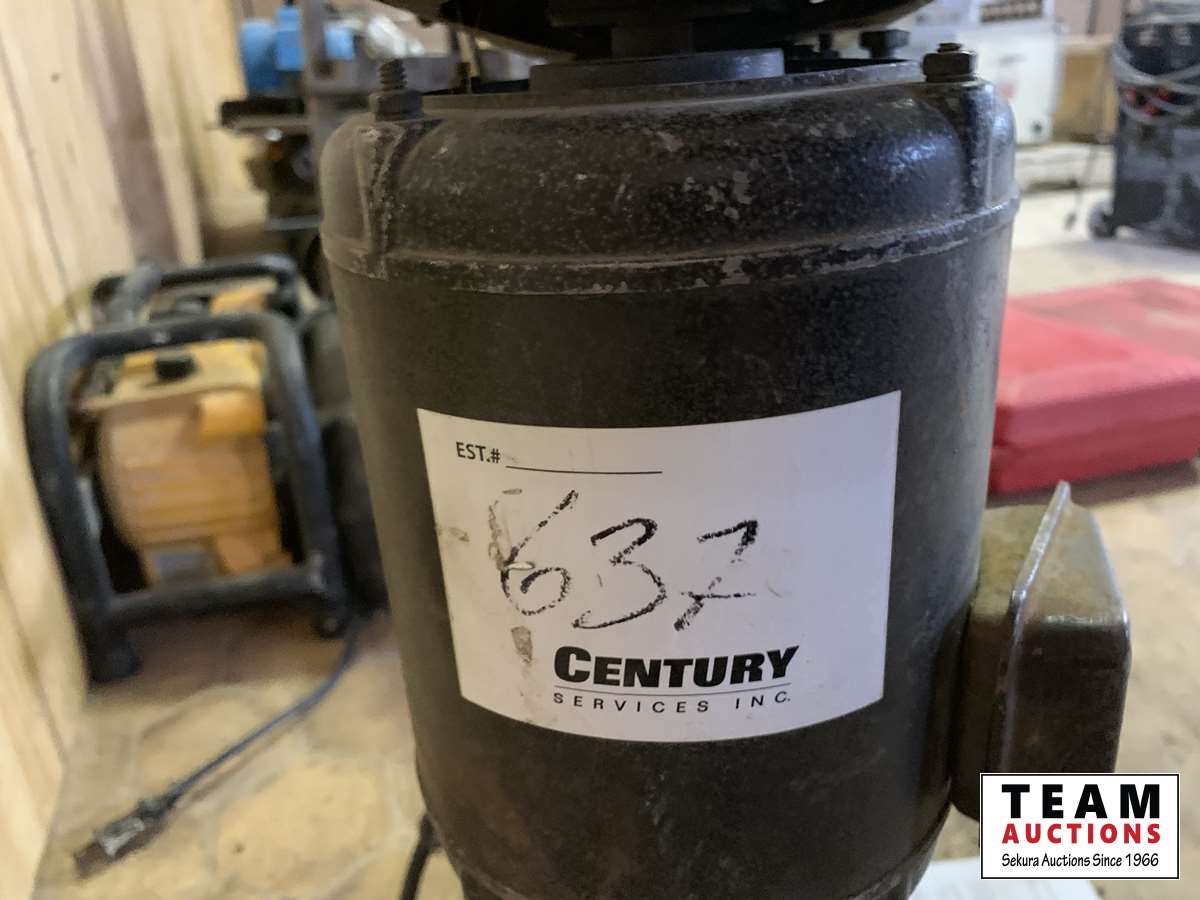 EST.#
637
CENTURY
SERVICES INC.
TEAM
AUCTIONS
Sekura Auctions Since 1966